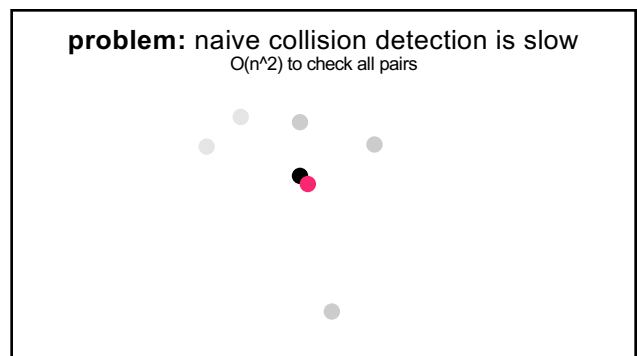 problem: naive collision detection is slow
O(n^2) to check all pairs